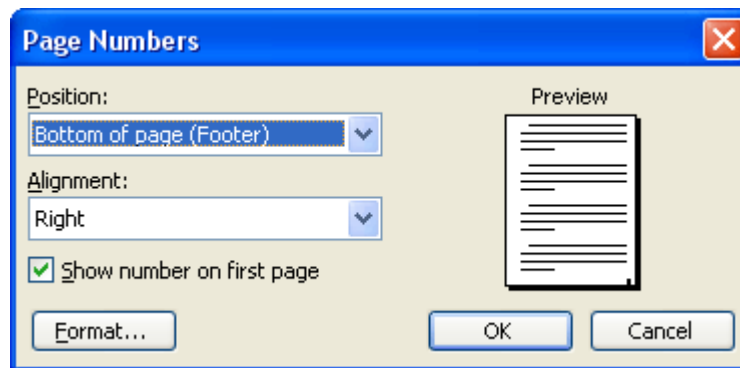 Page Numbers
Position:
Preview
Bottom of page (Footer)
Alignment:
Right
Show number on first page
Format...
OK
Cancel